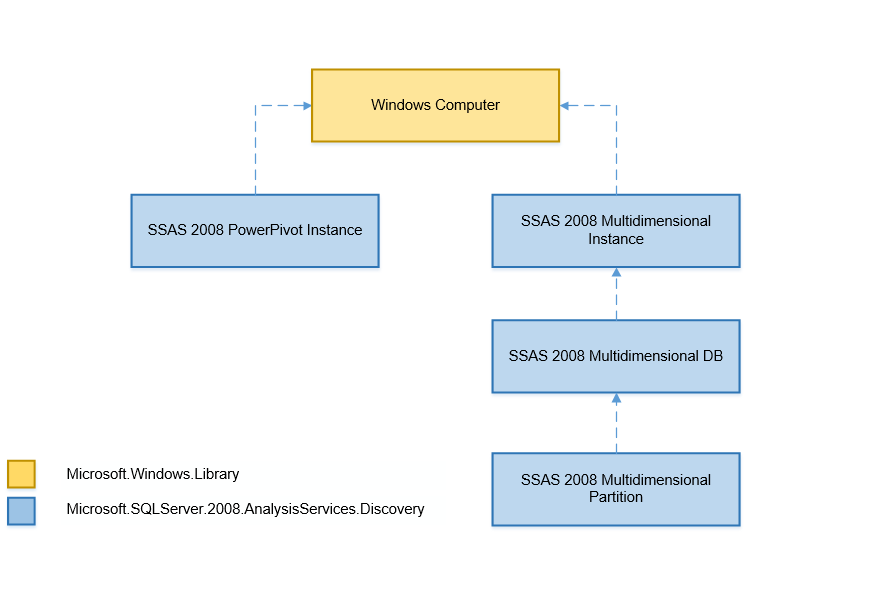 Windows Computer
SSAS 2008 PowerPivot Instance
SSAS 2008 Multidimensional
Instance
SSAS 2008 Multidimensional DB
SSAS 2008 Multidimensional
Partition
Microsoft.Windows.Library
Microsoft.SQLServer.2008.AnalysisServices.Discovery